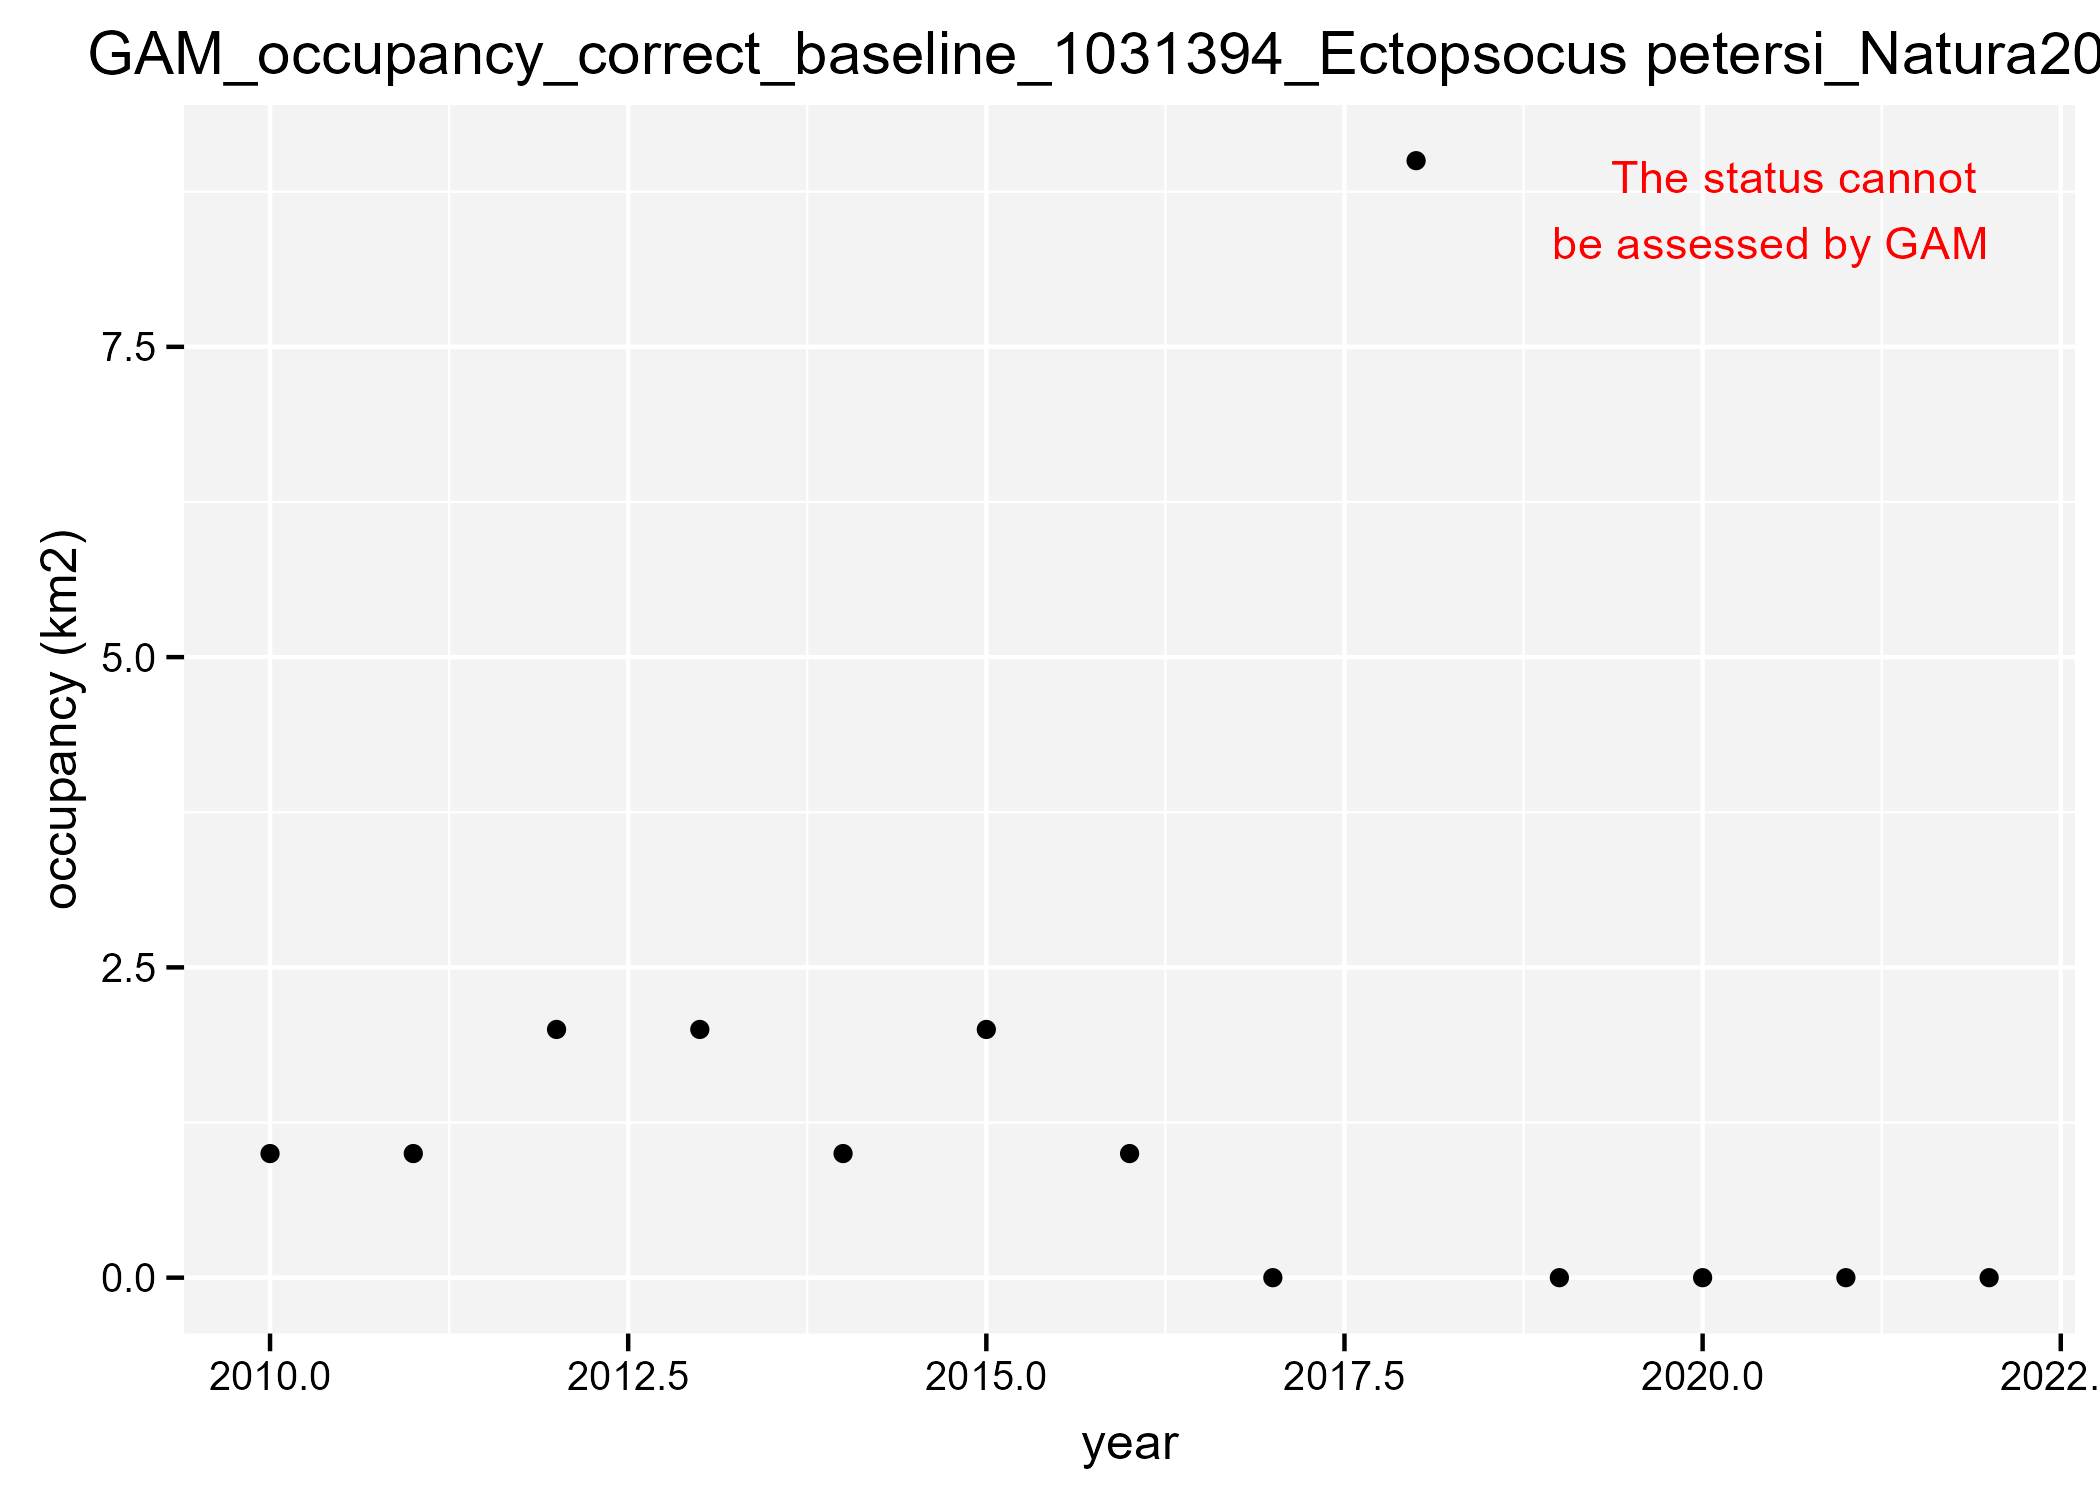 GAM_occupancy_correct_baseline_1031394_Ectopsocus petersi_Natura20
The status cannot
be assessed by GAM
occupancy (km2)
7.5
5.0
2.5
0.0
2010.0 2012.5 2015.0 2017.5 2020.0 2022.
year